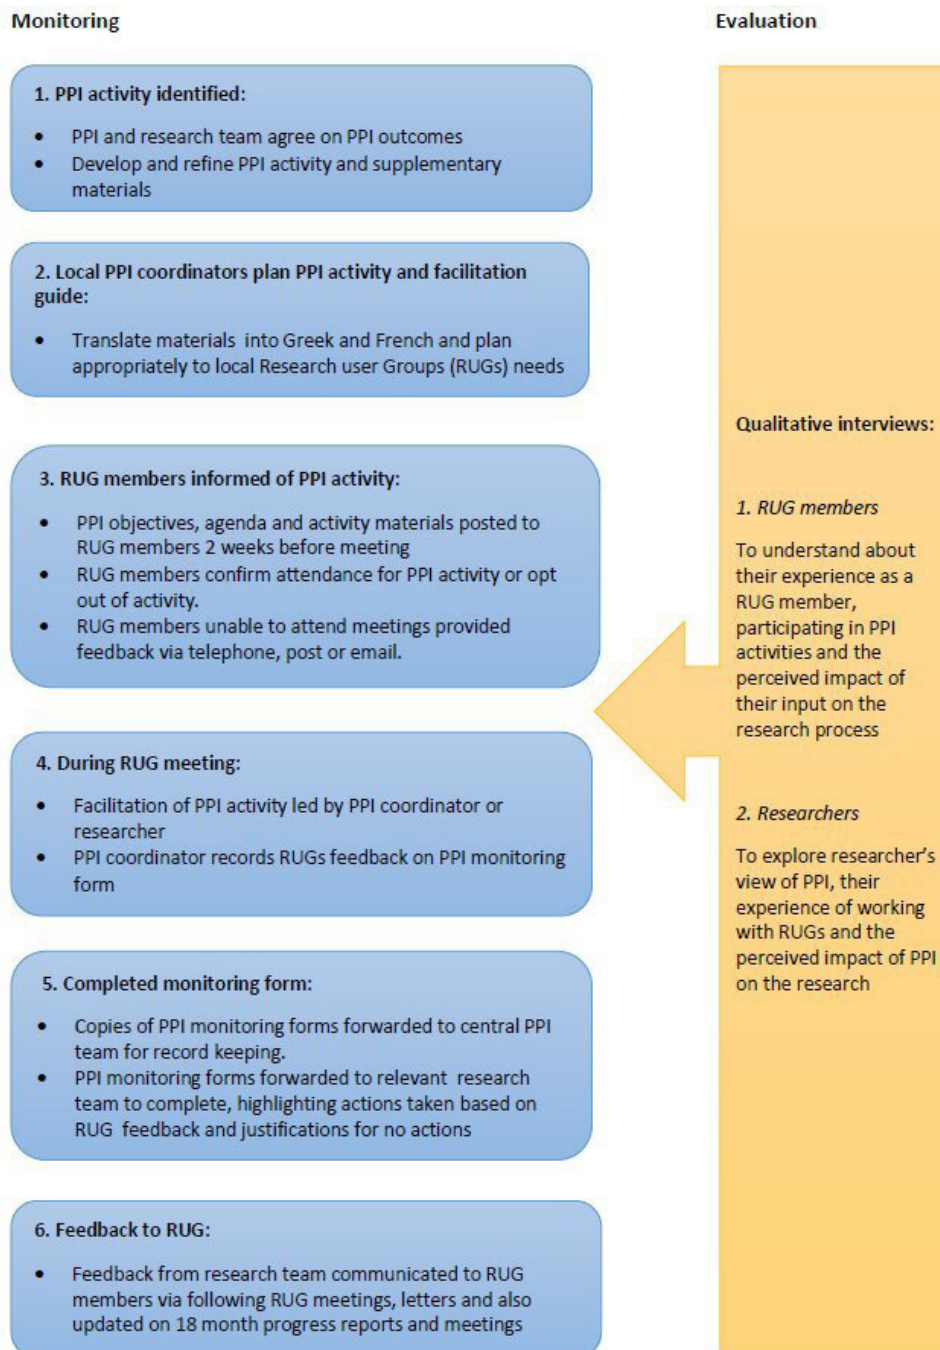 Monitoring
Evaluation
1. PPI activity identified:
• PPI and research team agree on PPI outcomes
• Develop and refine PPI activity and supplementary
materials
2. Local PPI coordinators plan PPI activity and facilitation
guide:
• Translate materials into Greek and French and plan
appropriately to local Research user Groups (RUGs) needs
3. RUG members informed of PPI activity:
• PPI objectives, agenda and activity materials posted to
RUG members 2 weeks before meeting
• RUG members confirm attendance for PPI activity or opt
out of activity.
• RUG members unable to attend meetings provided
feedback via telephone, post or email.
4. During RUG meeting:
• Facilitation of PPI activity led by PPI coordinator or
researcher
• PPI coordinator records RUGs feedback on PPI monitoring
form
5. Completed monitoring form:
• Copies of PPI monitoring forms forwarded to central PPI
team for record keeping.
• PPI monitoring forms forwarded to relevant research
team to complete, highlighting actions taken based on
RUG feedback and justifications for no actions
6. Feedback to RUG:
• Feedback from research team communicated to RUG
members via following RUG meetings, letters and also
updated on 18 month progress reports and meetings
Qualitative interviews:
1. RUG members
To understand about
their experience as a
RUG member,
participating in PPI
activities and the
perceived impact of
their input on the
research process
2. Researchers
To explore researcher's
view of PPI, their
experience of working
with RUGs and the
perceived impact of PPI
on the research